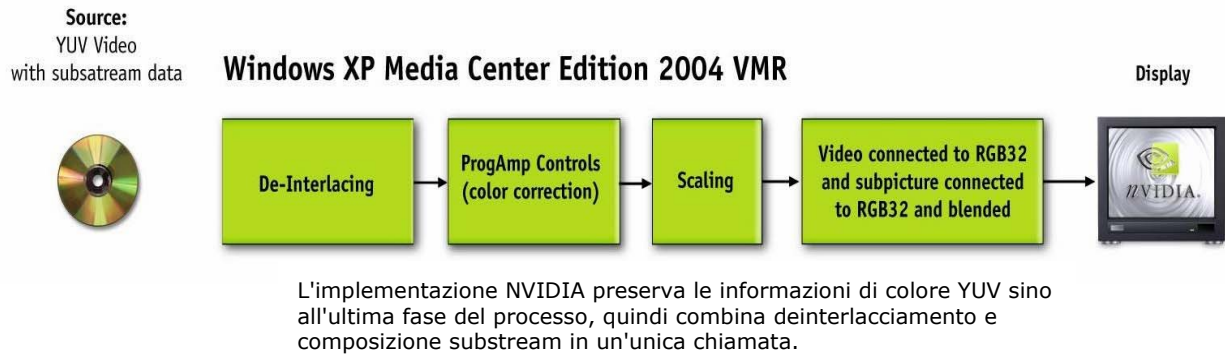 Source:
YUV Video
with subsatream data
Windows XP Media Center Edition 2004 VMR
Display
De-Interlacing
ProgAmp Controls
(color correction)
Scaling
Video connected to RGB32
and subpicture connected
to RGB32 and blended
nVIDIA.
L'implementazione NVIDIA preserva le informazioni di colore YUV sino
all'ultima fase del processo, quindi combina deinterlacciamento e
composizione substream in un'unica chiamata.